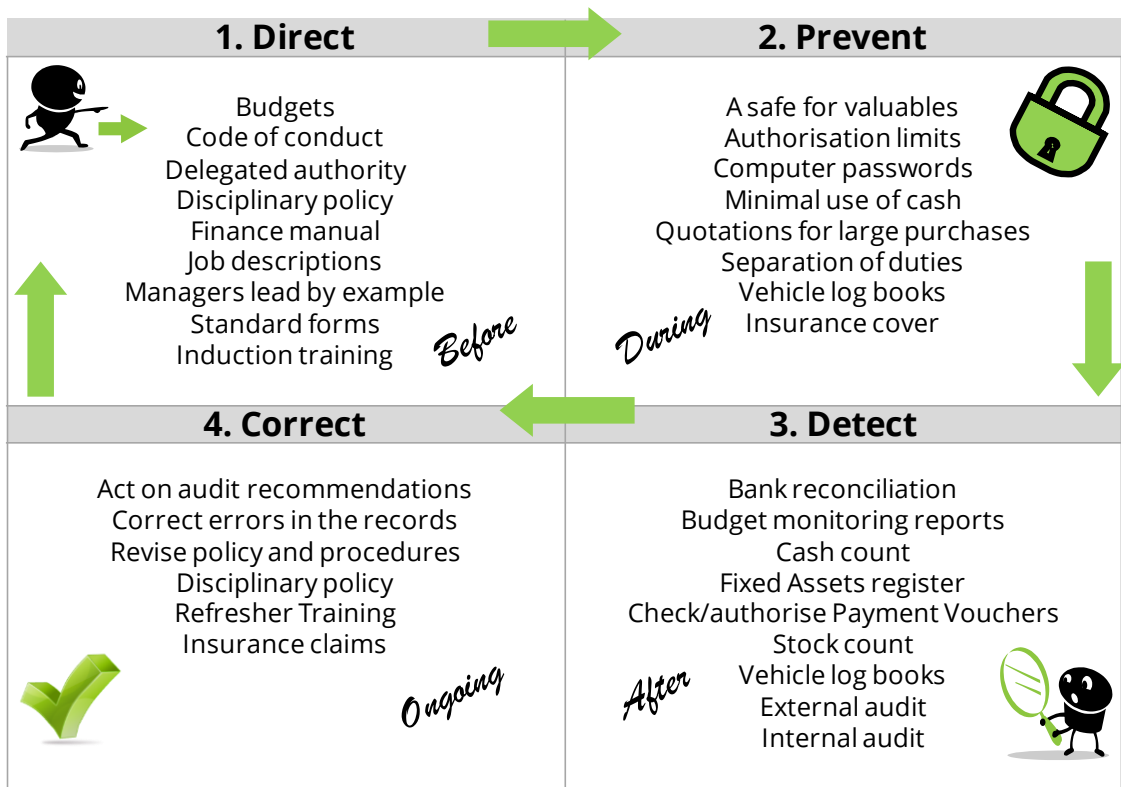 1. Direct
Budgets
Code of conduct
Delegated authority
Disciplinary policy
Finance manual
Job descriptions
Managers lead by example
Standard forms
Induction training
Before
2. Prevent
A safe for valuables
Authorisation limits
Computer passwords
Minimal use of cash
Quotations for large purchases
Separation of duties
Vehicle log books
Insurance cover
During
3. Detect
Bank reconciliation
Budget monitoring reports
Cash count
Fixed Assets register
Check/authorise Payment Vouchers
Stock count
Vehicle log books
External audit
Internal audit
After
4. Correct
Act on audit recommendations
Correct errors in the records
Revise policy and procedures
Disciplinary policy
Refresher Training
Insurance claims
Ongoing